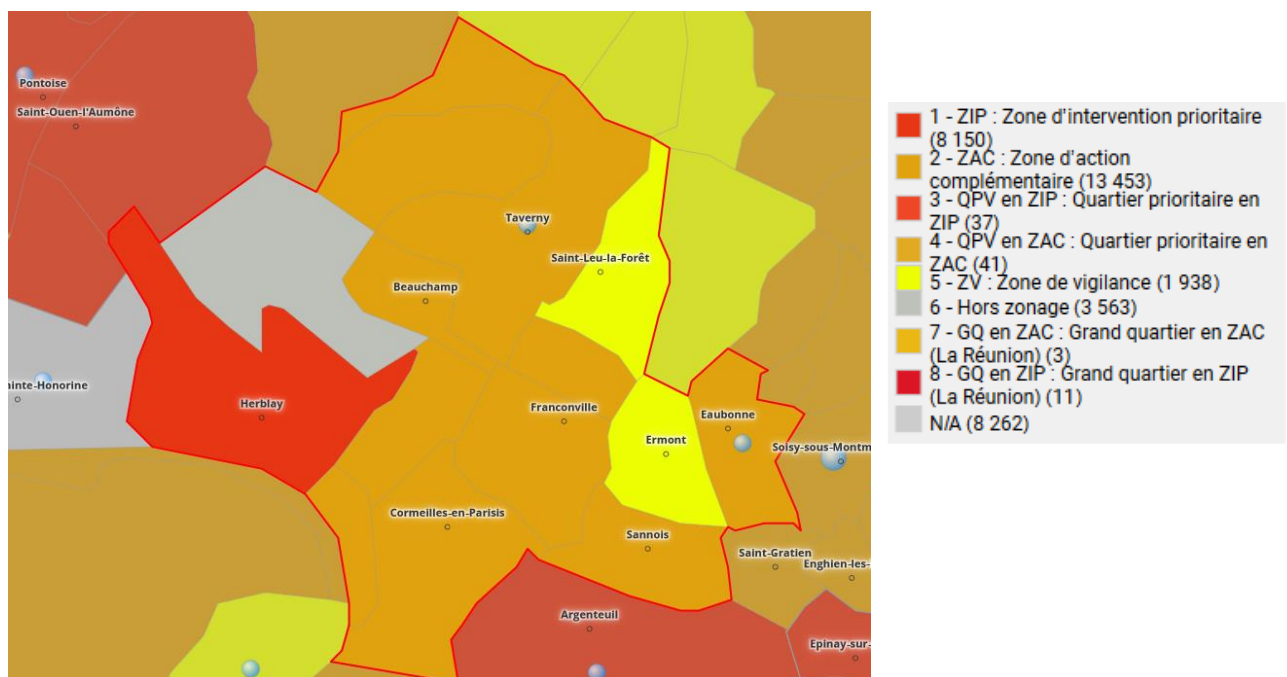 Pontoise
Saint-Ouen-l'Aumône
Taverny
Saint-Leu-la-Forêt
Beauchamp
inte-Honorine
Herblay
Franconville
Eaubonne
Ermont
Soisy-sous-Montm
Cormeilles-en-Parisis
Sannois
Saint-Gratien
Enghien-les-
Argenteuil
Epinay-sur-
1 - ZIP : Zone d'intervention prioritaire
(8 150)
2 - ZAC : Zone d'action
complémentaire (13 453)
3 - QPV en ZIP : Quartier prioritaire en
ZIP (37)
4 - QPV en ZAC : Quartier prioritaire en
ZAC (41)
5 - ZV : Zone de vigilance (1 938)
6 - Hors zonage (3 563)
7 - GQ en ZAC : Grand quartier en ZAC
(La Réunion) (3)
8 - GQ en ZIP : Grand quartier en ZIP
(La Réunion) (11)
N/A (8 262)